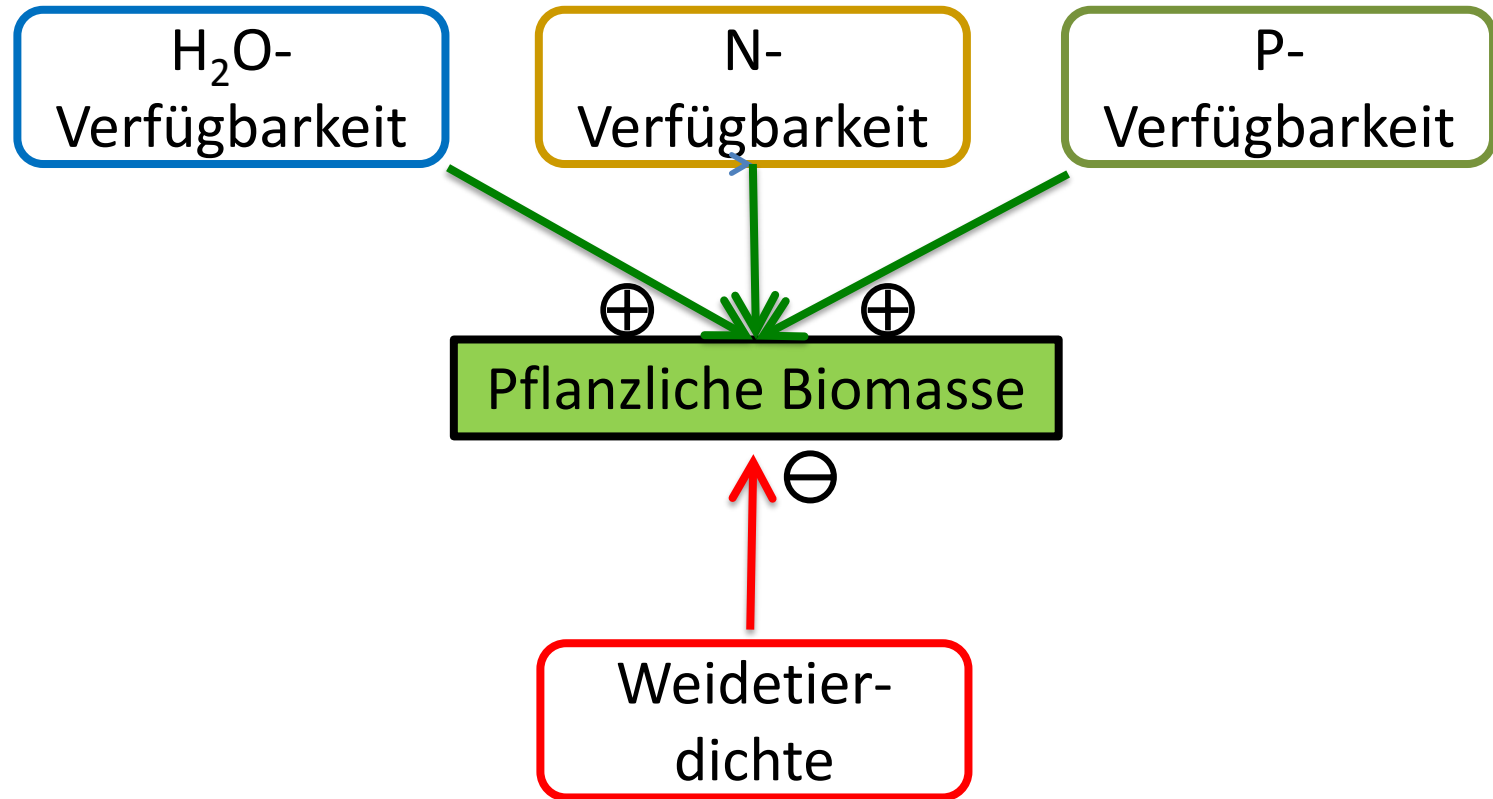 H₂O-
Verfügbarkeit
N-
Verfügbarkeit
P-
Verfügbarkeit
Pflanzliche Biomasse
Weidetier-
dichte